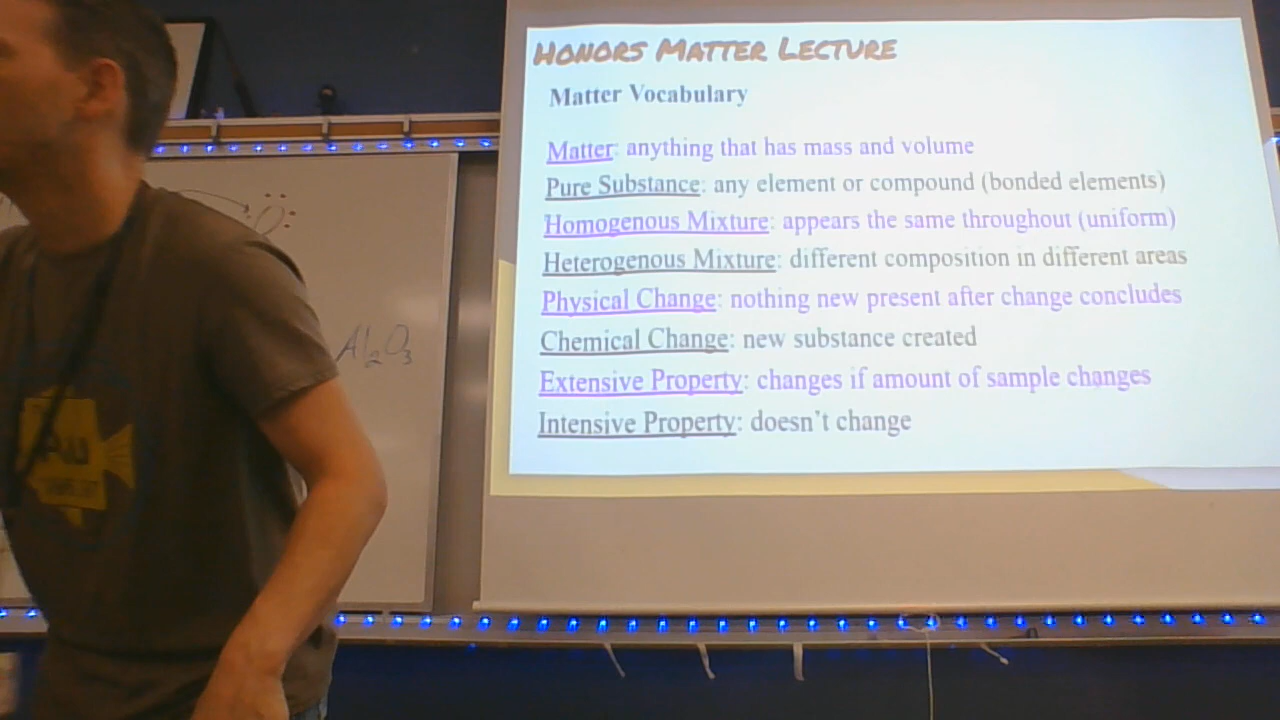 HONORS MATTER LECTURE
Matter Vocabulary
Matter: anything that has mass and volume
Pure Substance: any element or compound (bonded elements)
Homogenous Mixture: appears the same throughout (uniform)
Heterogenous Mixture: different composition in different areas
Physical Change: nothing new present after change concludes
Chemical Change: new substance created
Extensive Property: changes if amount of sample changes
Intensive Property: doesn't change
O
Al₂O₃